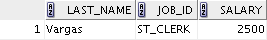 LAST_NAME JOB_ID SALARY
1 Vargas ST_CLERK 2500